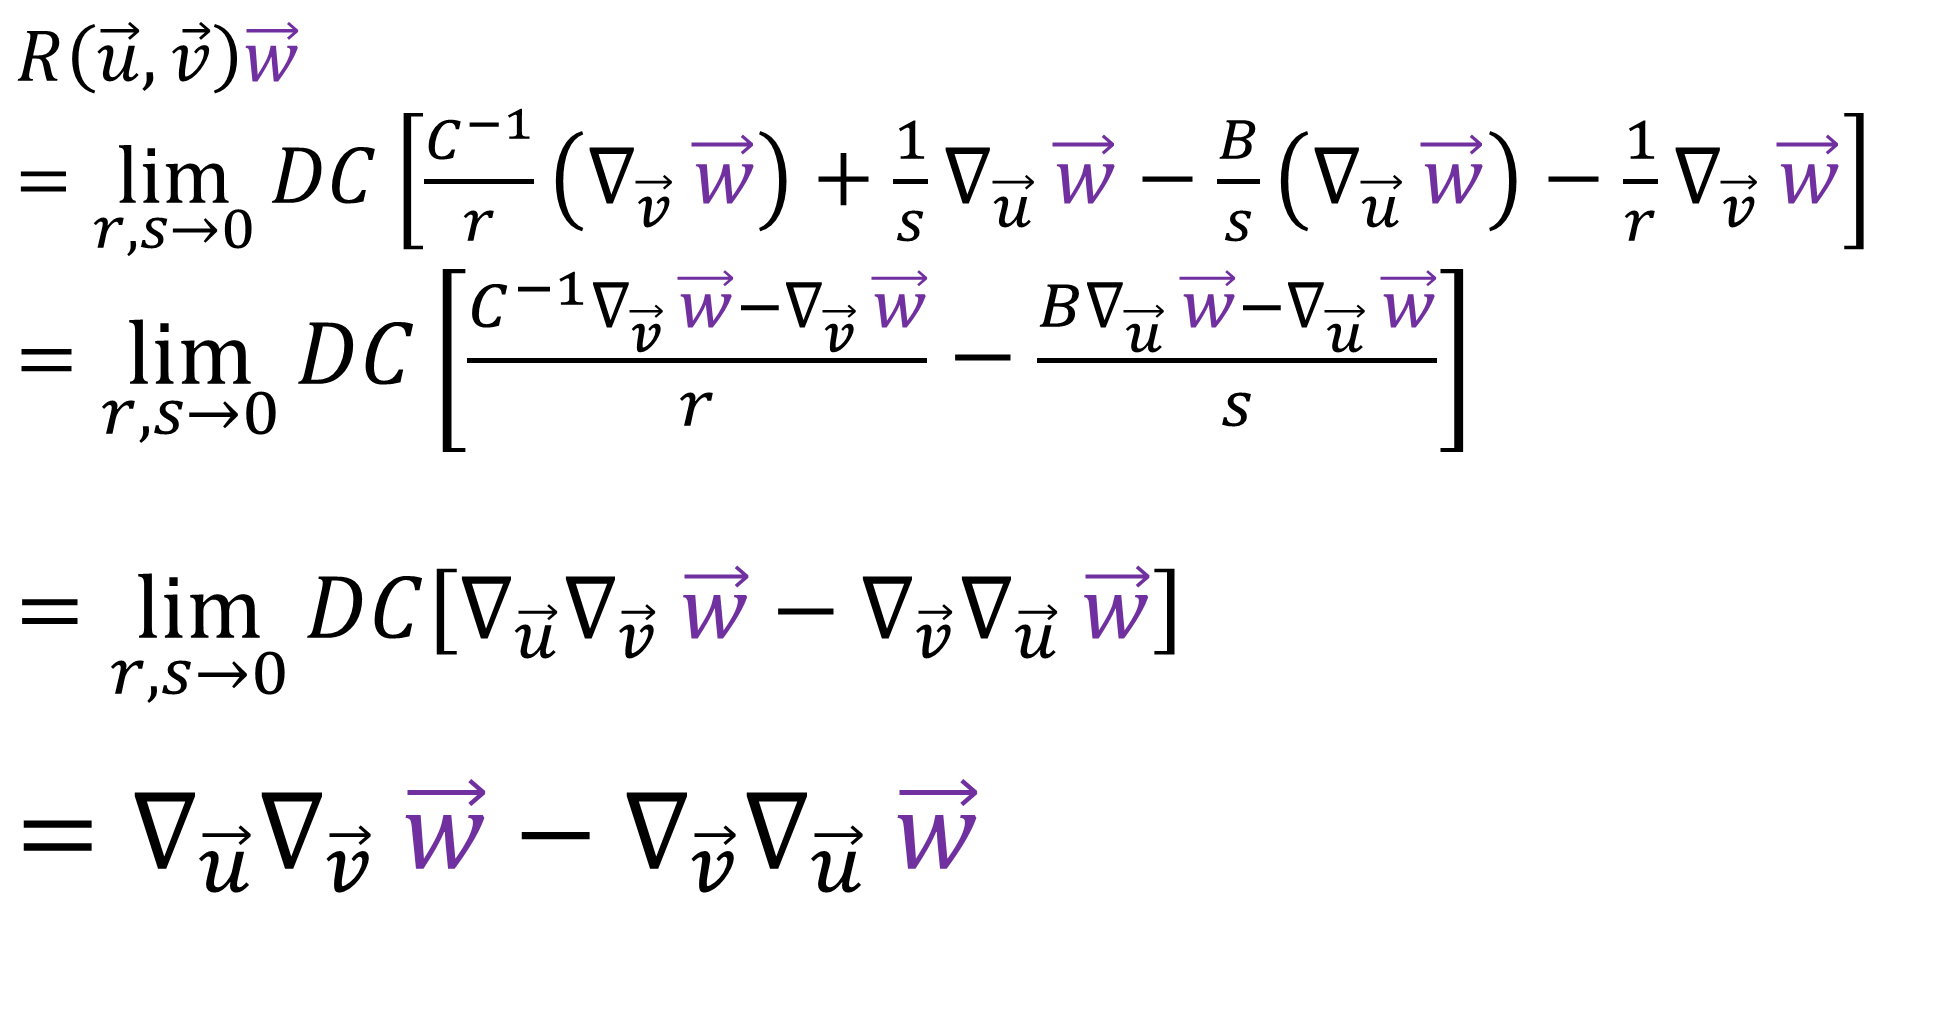 R(u⃗, v⃗)w⃗
= lim_{r,s→0} DC [ C⁻¹/r (∇_v⃗ w⃗) + 1/s ∇_u⃗ w⃗ − B/s (∇_u⃗ w⃗) − 1/r ∇_v⃗ w⃗ ]
= lim_{r,s→0} DC [ (C⁻¹∇_v⃗ w⃗ − ∇_v⃗ w⃗)/r − (B∇_u⃗ w⃗ − ∇_u⃗ w⃗)/s ]
= lim_{r,s→0} DC[∇_u⃗ ∇_v⃗ w⃗ − ∇_v⃗ ∇_u⃗ w⃗]
= ∇_u⃗ ∇_v⃗ w⃗ − ∇_v⃗ ∇_u⃗ w⃗